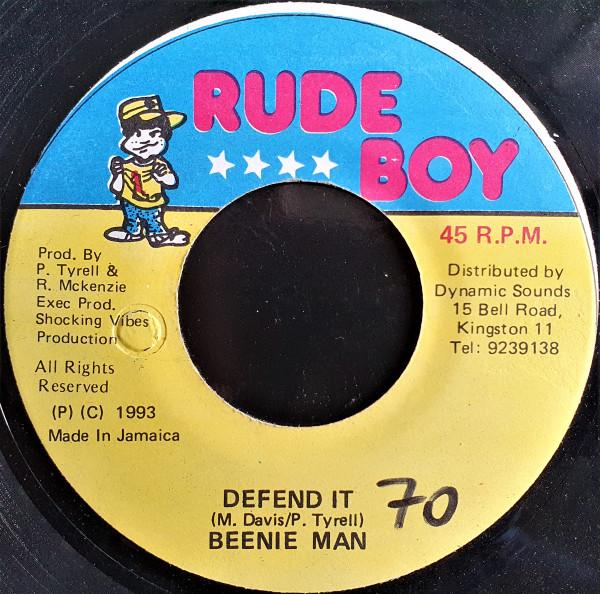 RUDE
BOY
45 R.P.M.
Prod. By
P. Tyrell &
R. Mckenzie
Exec Prod.
Shocking Vibes
Production
All Rights
Reserved
(P) (C) 1993
Made In Jamaica
Distributed by
Dynamic Sounds
15 Bell Road,
Kingston 11
Tel: 9239138
DEFEND IT
(M. Davis/P. Tyrell)
BEENIE MAN
70